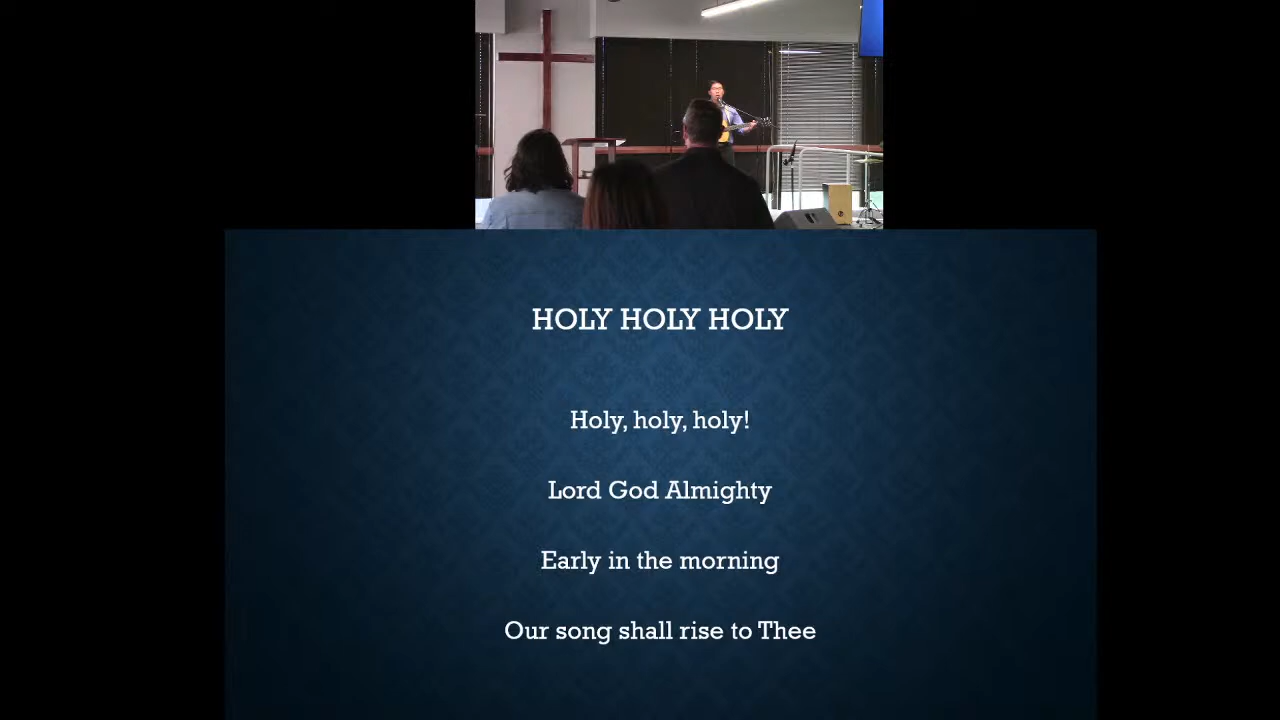 HOLY HOLY HOLY
Holy, holy, holy!
Lord God Almighty
Early in the morning
Our song shall rise to Thee